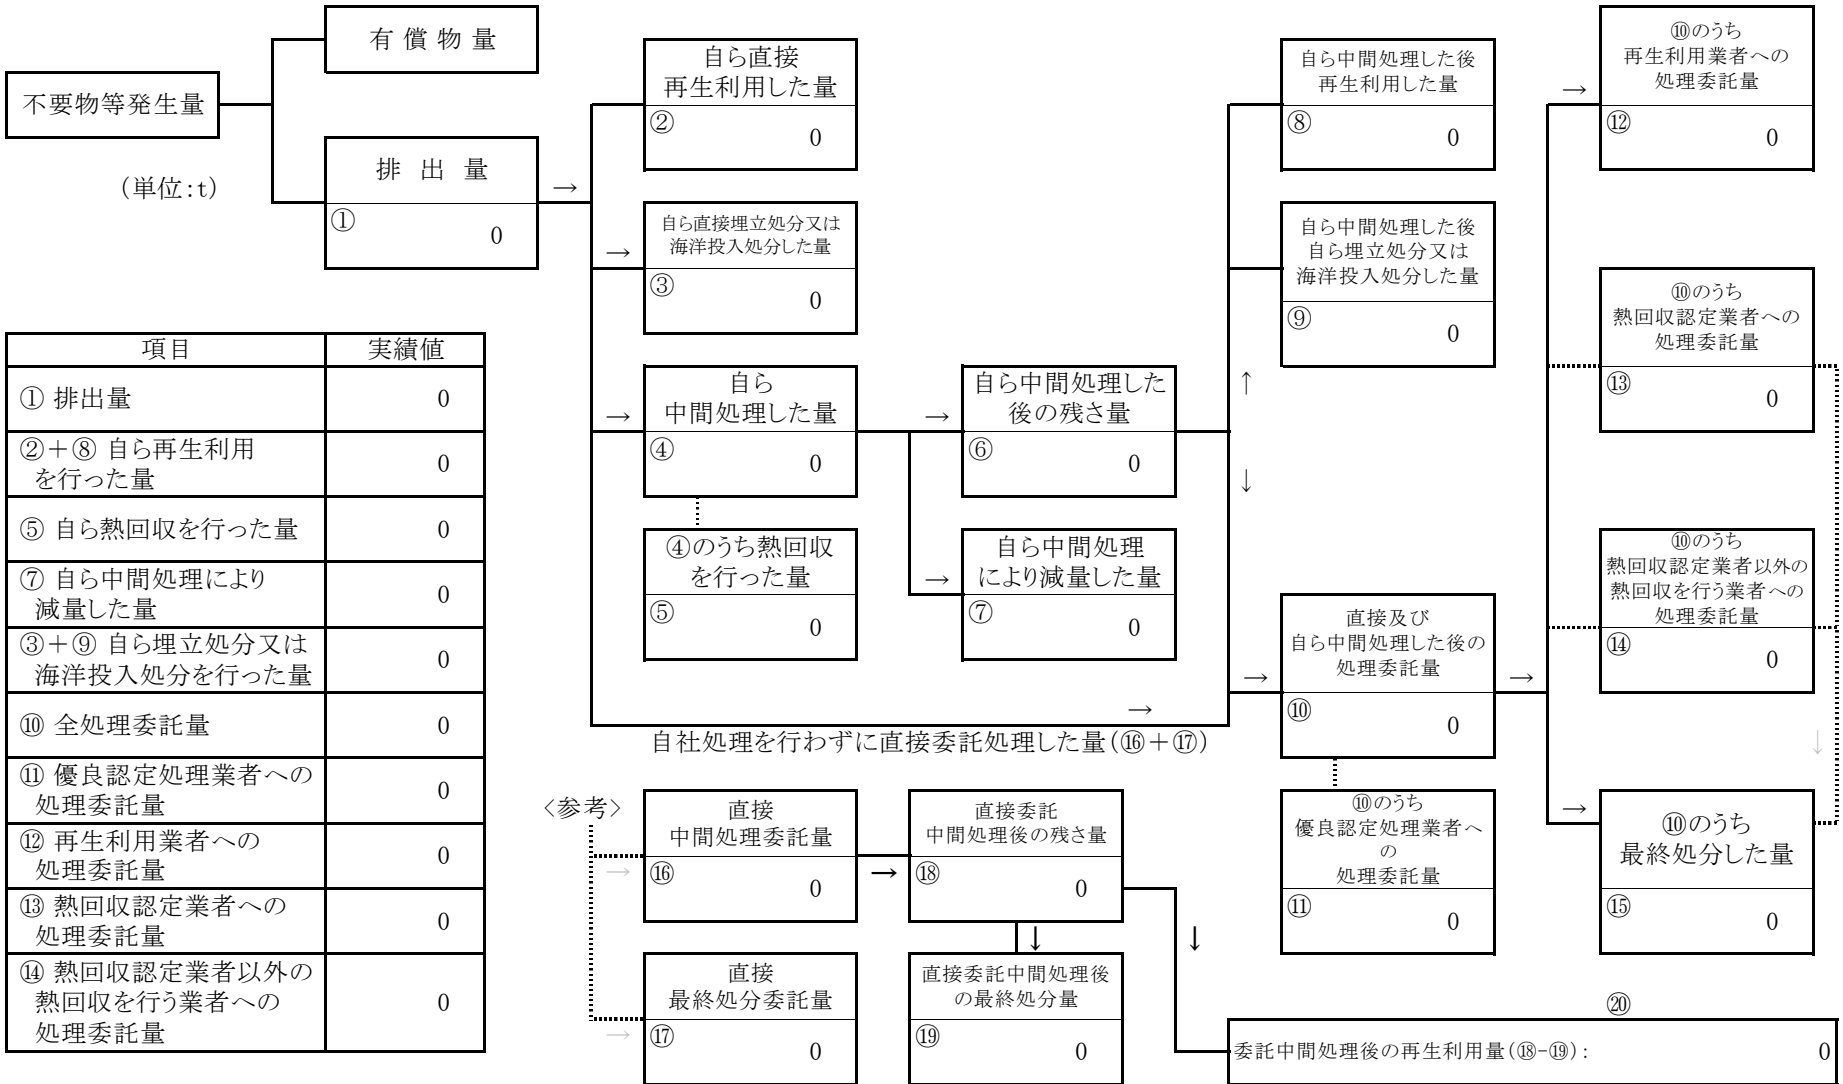 不要物等発生量
有 償 物 量
(単位:t)
排 出 量
①
0
→
自ら直接
再生利用した量
②
0
→
自ら直接埋立処分又は
海洋投入処分した量
③
0
→
自ら
中間処理した量
④
0
④のうち熱回収
を行った量
⑤
0
→
自ら中間処理した
後の残さ量
⑥
0
→
自ら中間処理
により減量した量
⑦
0
↑
↓
自ら中間処理した後
再生利用した量
⑧
0
自ら中間処理した後
自ら埋立処分又は
海洋投入処分した量
⑨
0
→
自社処理を行わずに直接委託処理した量(⑯+⑰)
→
直接及び
自ら中間処理した後の
処理委託量
⑩
0
→
⑩のうち
優良認定処理業者へ
の
処理委託量
⑪
0
→
⑩のうち
再生利用業者への
処理委託量
⑫
0
⑩のうち
熱回収認定業者への
処理委託量
⑬
0
⑩のうち
熱回収認定業者以外の
熱回収を行う業者への
処理委託量
⑭
0
↓
→
⑩のうち
最終処分した量
⑮
0
項目 実績値
① 排出量 0
②+⑧ 自ら再生利用
を行った量 0
⑤ 自ら熱回収を行った量 0
⑦ 自ら中間処理により
減量した量 0
③+⑨ 自ら埋立処分又は
海洋投入処分を行った量 0
⑩ 全処理委託量 0
⑪ 優良認定処理業者への
処理委託量 0
⑫ 再生利用業者への
処理委託量 0
⑬ 熱回収認定業者への
処理委託量 0
⑭ 熱回収認定業者以外の
熱回収を行う業者への
処理委託量 0
〈参考〉
→
直接
中間処理委託量
⑯
0
→
直接委託
中間処理後の残さ量
⑱
0
↓
↓
→
直接
最終処分委託量
⑰
0
直接委託中間処理後
の最終処分量
⑲
0
⑳
委託中間処理後の再生利用量(⑱-⑲): 0